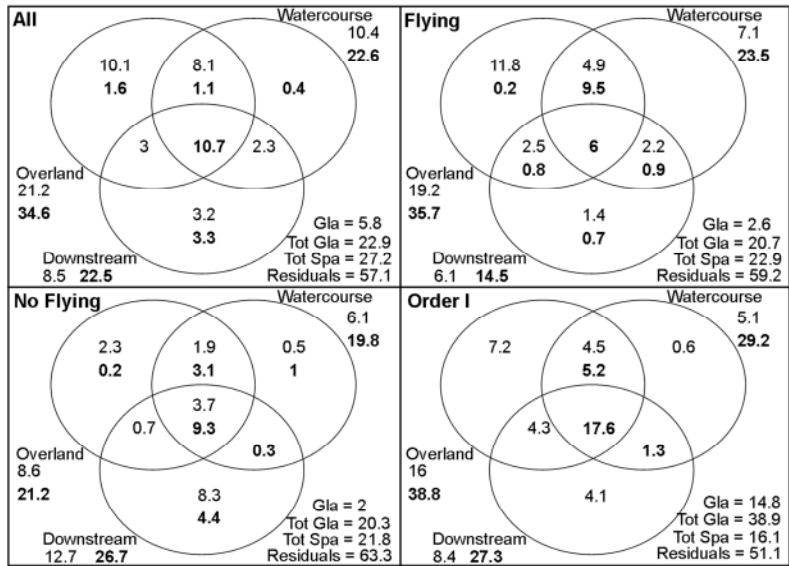 All
Watercourse
10.4
22.6
10.1
1.6
8.1
1.1
0.4
3
10.7
2.3
Overland
21.2
34.6
3.2
3.3
Downstream
8.5 22.5
Gla = 5.8
Tot Gla = 22.9
Tot Spa = 27.2
Residuals = 57.1
Flying
Watercourse
7.1
23.5
11.8
0.2
4.9
9.5
2.5
0.8
6
2.2
0.9
Overland
19.2
35.7
1.4
0.7
Downstream
6.1 14.5
Gla = 2.6
Tot Gla = 20.7
Tot Spa = 22.9
Residuals = 59.2
No Flying
Watercourse
6.1
19.8
2.3
0.2
1.9
3.1
0.5
1
0.7
3.7
9.3
0.3
Overland
8.6
21.2
8.3
4.4
Downstream
12.7 26.7
Gla = 2
Tot Gla = 20.3
Tot Spa = 21.8
Residuals = 63.3
Order I
Watercourse
5.1
29.2
7.2
4.5
5.2
0.6
4.3
17.6
1.3
Overland
16
38.8
4.1
Downstream
8.4 27.3
Gla = 14.8
Tot Gla = 38.9
Tot Spa = 16.1
Residuals = 51.1